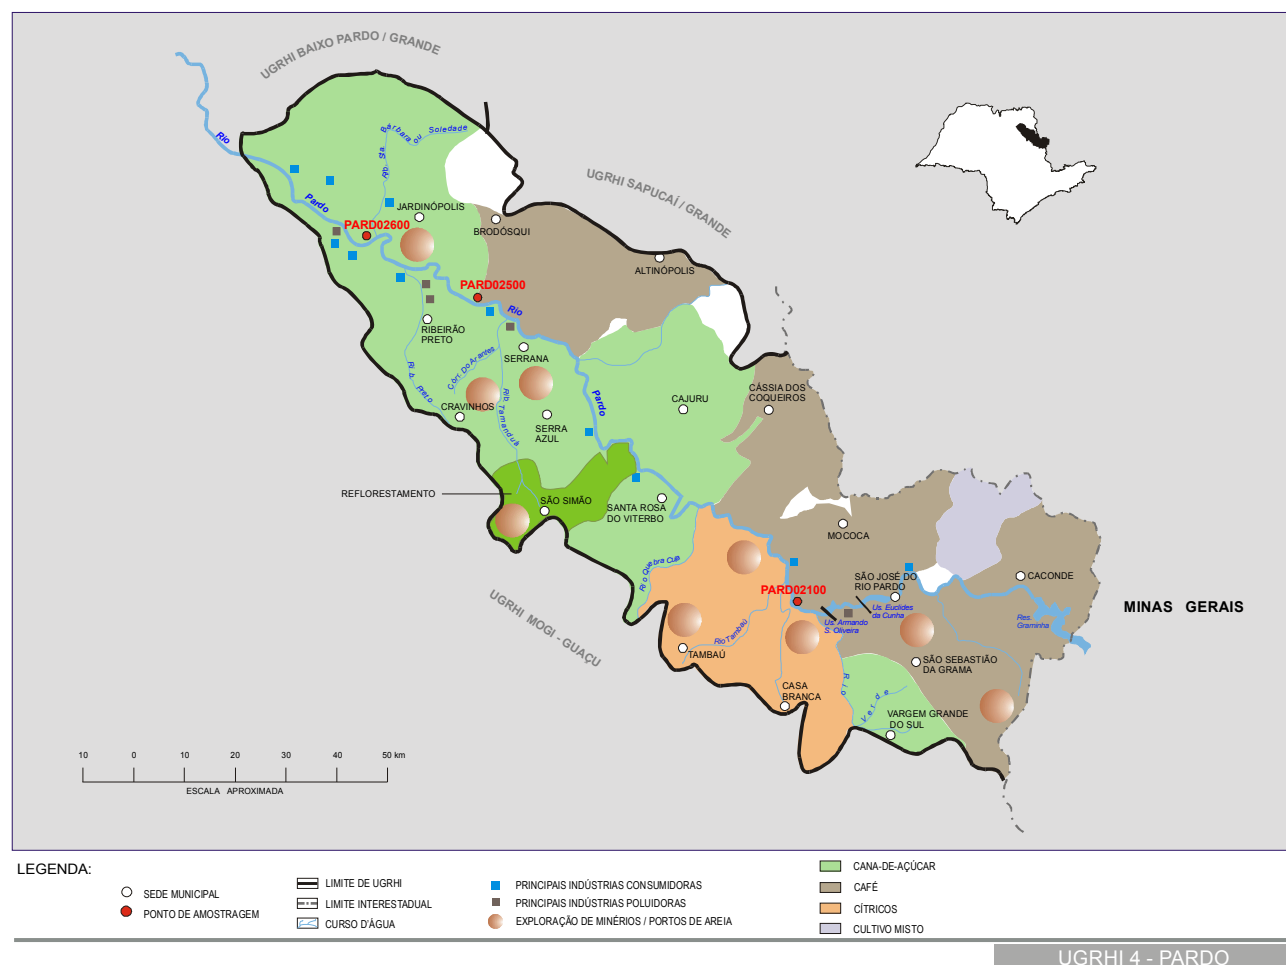 UGRHI BAIXO PARDO / GRANDE
UGRHI SAPUCAÍ / GRANDE
UGRHI MOGI - GUAÇU
MINAS GERAIS
Rio
Pardo
Rib. Sta. Barbara ou Soledade
JARDINÓPOLIS
PARD02600
BRODÓSQUI
ALTINÓPOLIS
PARD02500
Rio
RIBEIRÃO
PRETO
SERRANA
Córr. Do Arantes
Rib. Preto
Rib. Tamanduá
Pardo
CRAVINHOS
SERRA
AZUL
CAJURU
CÁSSIA DOS
COQUEIROS
REFLORESTAMENTO
SÃO SIMÃO
SANTA ROSA
DO VITERBO
MOCOCA
Rio Quebra Cuia
PARD02100
SÃO JOSÉ DO
RIO PARDO
CACONDE
Us. Euclides
da Cunha
Us. Armando
S. Oliveira
Res.
Graminha
Rio Tambaú
TAMBAÚ
CASA
BRANCA
SÃO SEBASTIÃO
DA GRAMA
Rio
Verde
VARGEM GRANDE
DO SUL
10 0 10 20 30 40 50 km
ESCALA APROXIMADA
LEGENDA:
SEDE MUNICIPAL
PONTO DE AMOSTRAGEM
LIMITE DE UGRHI
LIMITE INTERESTADUAL
CURSO D'ÁGUA
PRINCIPAIS INDÚSTRIAS CONSUMIDORAS
PRINCIPAIS INDÚSTRIAS POLUIDORAS
EXPLORAÇÃO DE MINÉRIOS / PORTOS DE AREIA
CANA-DE-AÇÚCAR
CAFÉ
CÍTRICOS
CULTIVO MISTO
UGRHI 4 - PARDO